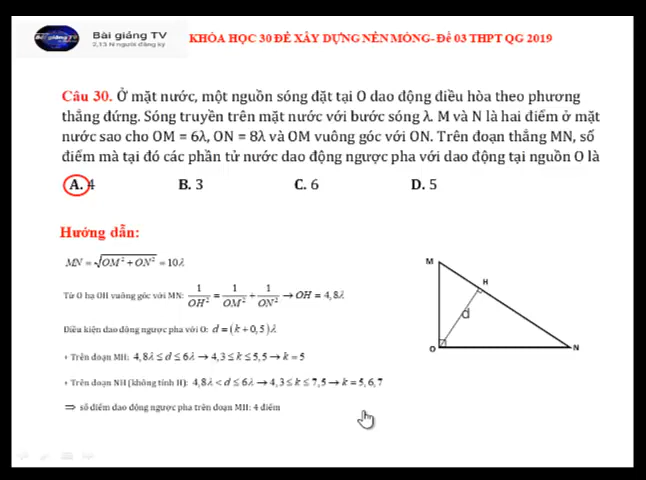 Bài giảng TV
Bài giảng TV
2,13 N người đăng ký
KHÓA HỌC 30 ĐỀ XÂY DỰNG NỀN MÓNG- Đề 03 THPT QG 2019
Câu 30. Ở mặt nước, một nguồn sóng đặt tại O dao động điều hòa theo phương
thẳng đứng. Sóng truyền trên mặt nước với bước sóng λ. M và N là hai điểm ở mặt
nước sao cho OM = 6λ, ON = 8λ và OM vuông góc với ON. Trên đoạn thẳng MN, số
điểm mà tại đó các phần tử nước dao động ngược pha với dao động tại nguồn O là
A. 4 B. 3 C. 6 D. 5
Hướng dẫn:
MN = √(OM² + ON²) = 10λ
Từ O hạ OH vuông góc với MN: 1/OH² = 1/OM² + 1/ON² → OH = 4,8λ
Điều kiện dao động ngược pha với O: d = (k + 0,5)λ
+ Trên đoạn MH: 4,8λ ≤ d ≤ 6λ → 4,3 ≤ k ≤ 5,5 → k = 5
+ Trên đoạn NH (không tính H): 4,8λ < d ≤ 6λ → 4,3 ≤ k ≤ 7,5 → k = 5, 6, 7
⇒ số điểm dao động ngược pha trên đoạn MH: 4 điểm
M
H
d
O
N